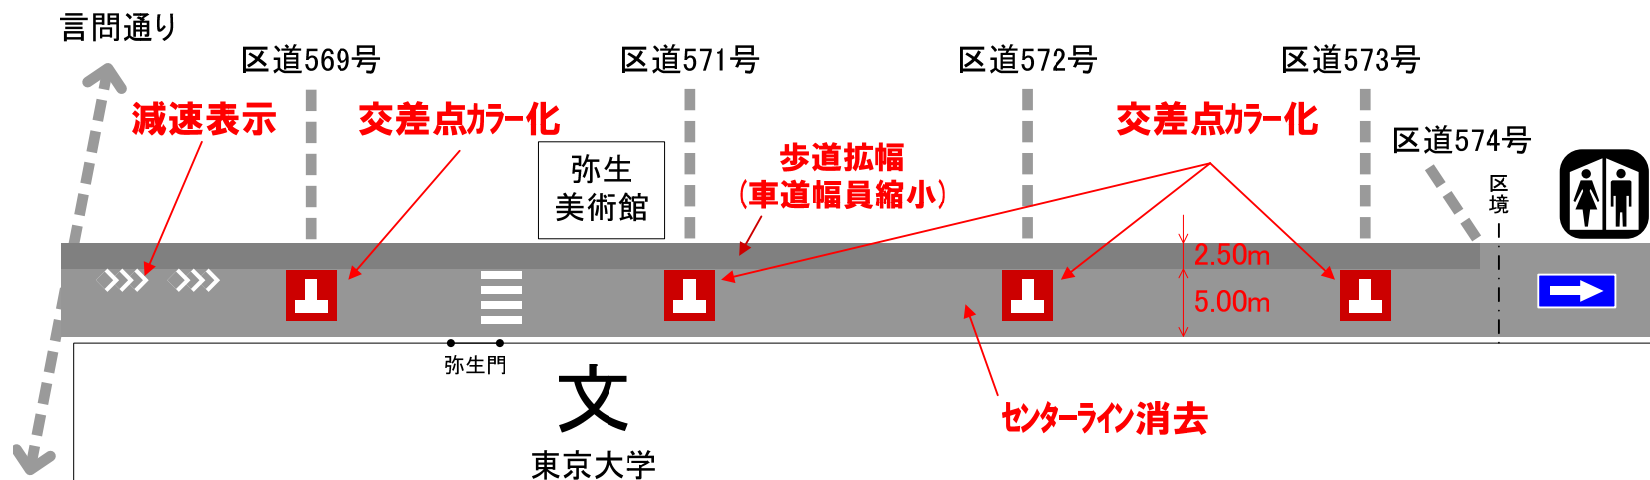 言問通り
区道569号
区道571号
区道572号
区道573号
減速表示
交差点カラー化
交差点カラー化
区道574号
弥生
美術館
歩道拡幅
(車道幅員縮小)
区境
2.50m
5.00m
弥生門
文
センターライン消去
東京大学